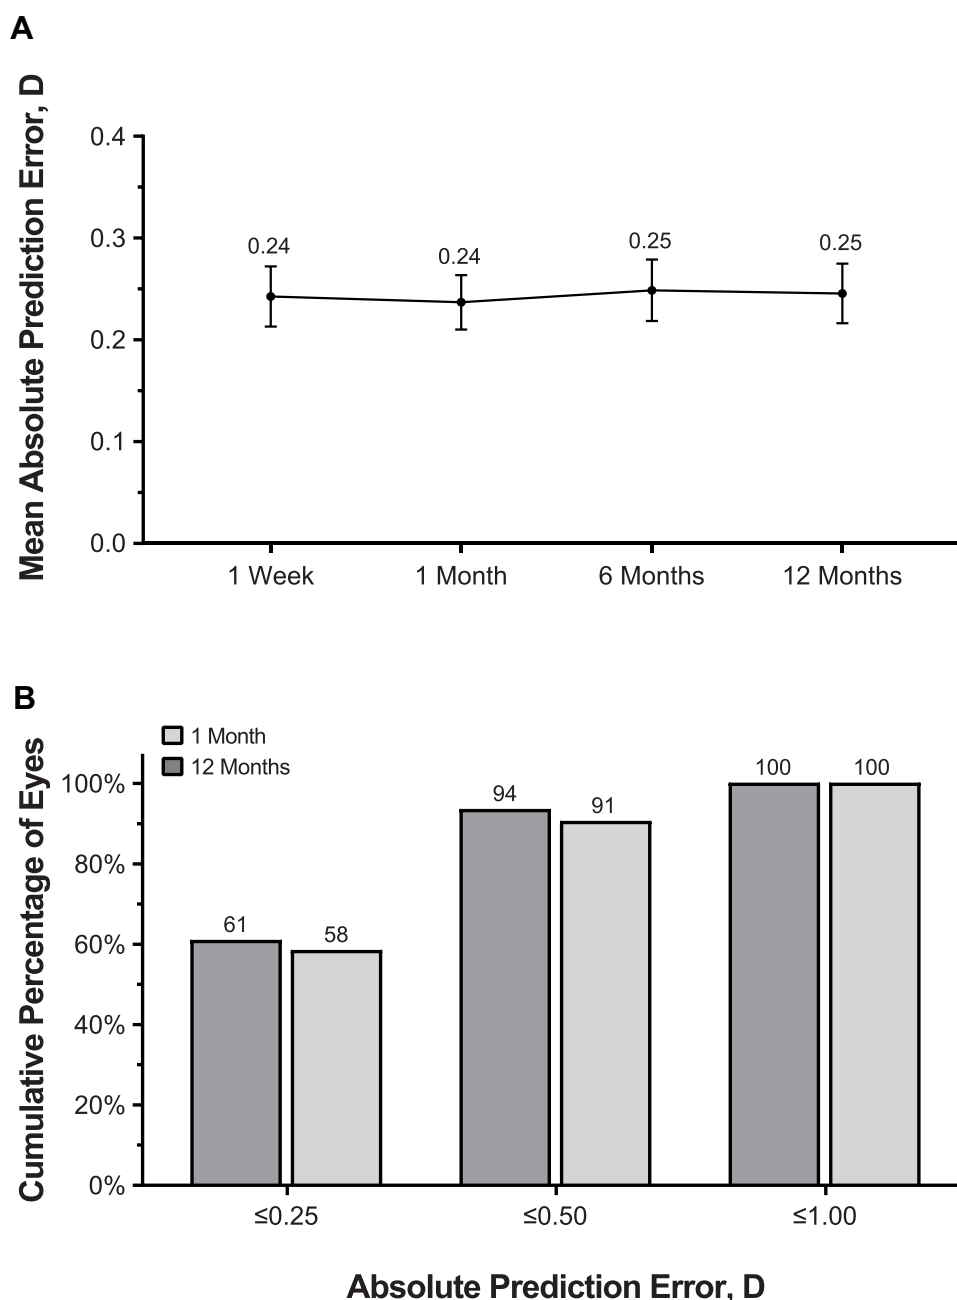 A
Mean Absolute Prediction Error, D
0.4
0.3
0.2
0.1
0.0
0.24
0.24
0.25
0.25
1 Week
1 Month
6 Months
12 Months
B
Cumulative Percentage of Eyes
1 Month
12 Months
100%
80%
60%
40%
20%
0%
61
58
94
91
100
100
≤0.25
≤0.50
≤1.00
Absolute Prediction Error, D